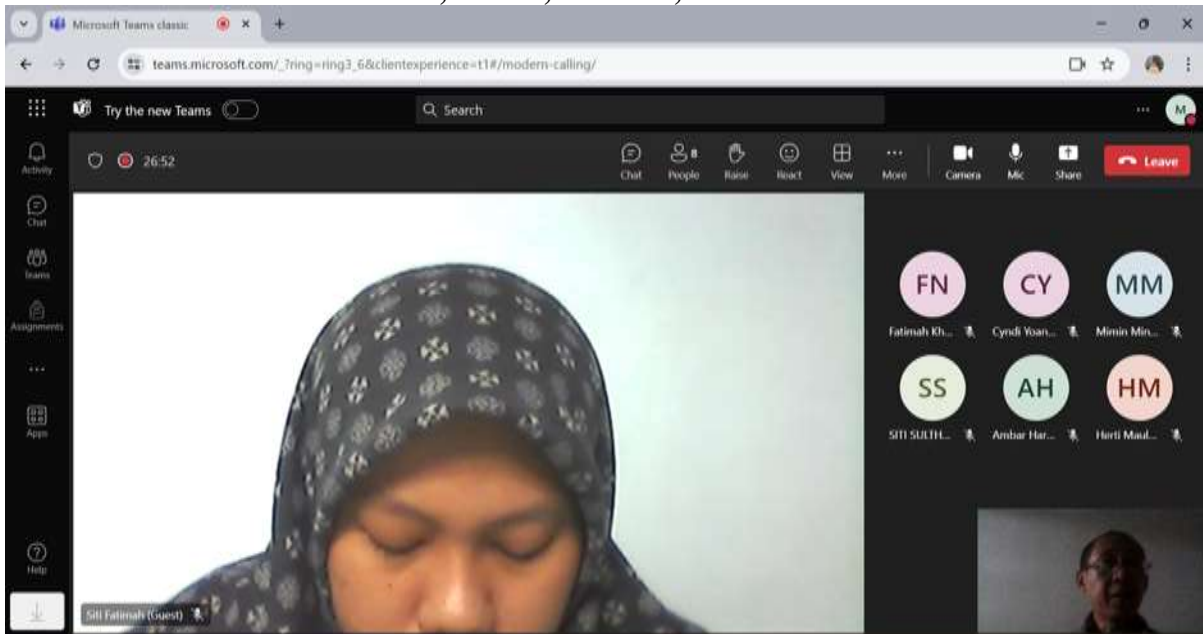 Microsoft Teams classic
teams.microsoft.com/_?ring=ring3_6&clientexperience=t1#/modern-calling/
Try the new Teams
Search
M
Activity
26:52
Chat
People
8
Raise
React
View
More
Camera
Mic
Share
Leave
Chat
Teams
Assignments
Apps
Help
FN
CY
MM
Fatimah Kh...
Cyndi Yoan...
Mimin Min...
SS
AH
HM
SITI SULTH...
Ambar Har...
Herti Maul...
Siti Fatimah (Guest)